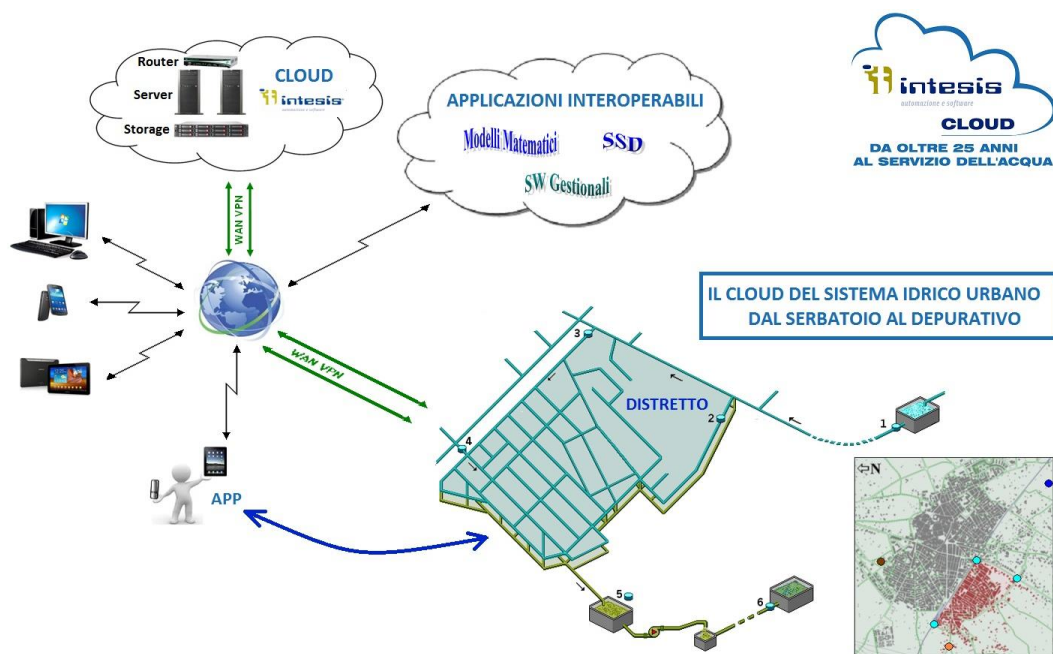 Router
Server
Storage
CLOUD
intesis
automazione e software
WAN VPN
APPLICAZIONI INTEROPERABILI
Modelli Matematici
SSD
SW Gestionali
intesis
automazione e software
CLOUD
DA OLTRE 25 ANNI
AL SERVIZIO DELL'ACQUA
IL CLOUD DEL SISTEMA IDRICO URBANO
DAL SERBATOIO AL DEPURATIVO
WAN VPN
3
DISTRETTO
2
1
4
APP
N
5
6